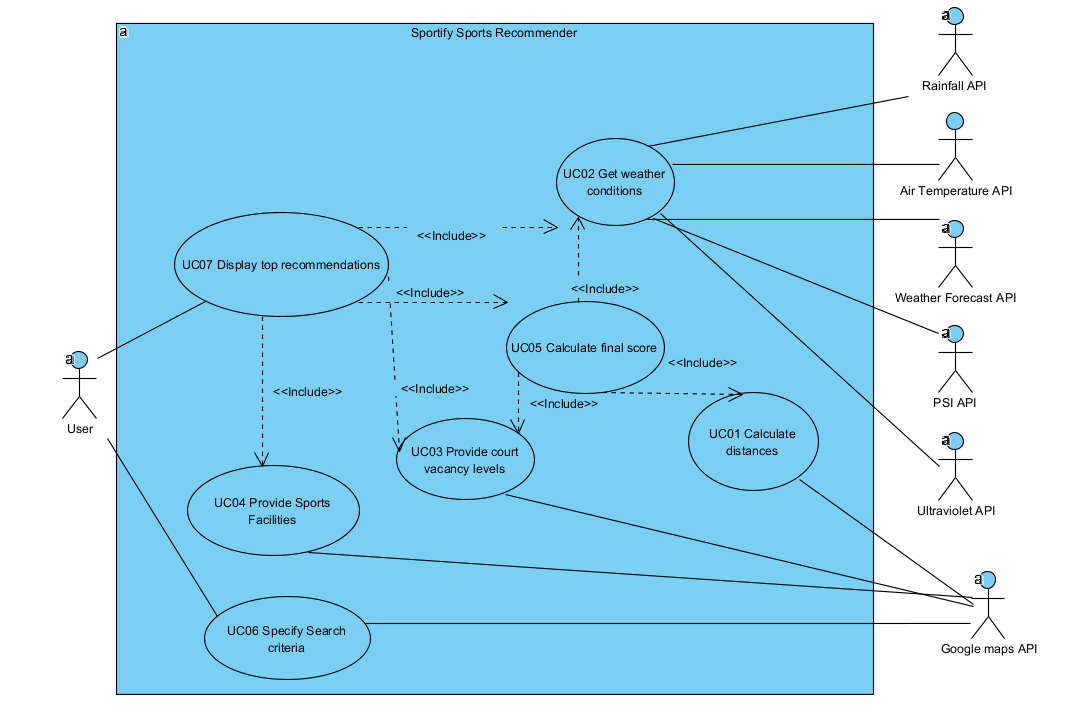 a
Sportify Sports Recommender
a
Rainfall API
UC02 Get weather
conditions
Air Temperature API
a
Weather Forecast API
UC07 Display top recommendations
<<Include>>
<<Include>>
<<Include>>
UC05 Calculate final score
<<Include>>
a
PSI API
a
User
<<Include>>
<<Include>>
<<Include>>
UC03 Provide court
vacancy levels
UC01 Calculate
distances
a
Ultraviolet API
UC04 Provide Sports
Facilities
a
Google maps API
UC06 Specify Search
criteria